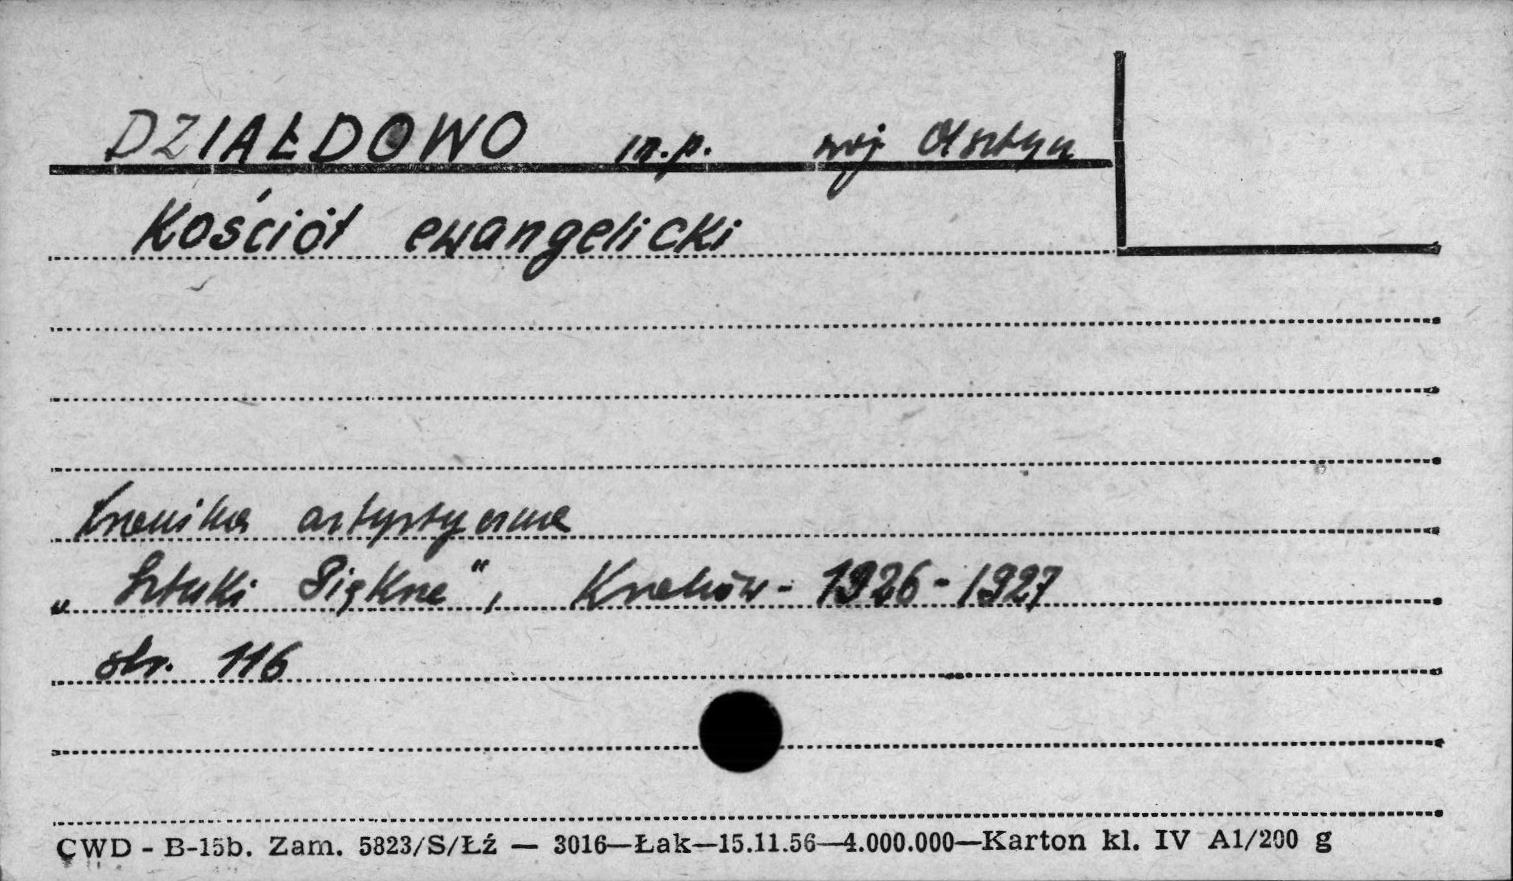 DZIAŁDOWO m.p. woj Olsztyn
Kościół ewangelicki
Kronika artystyczna
„Sztuki Piękne", Kraków - 1926-1927
str. 116
CWD - B-15b. Zam. 5823/S/Łź — 3016—Łak—15.11.56—4.000.000—Karton kl. IV A1/200 g